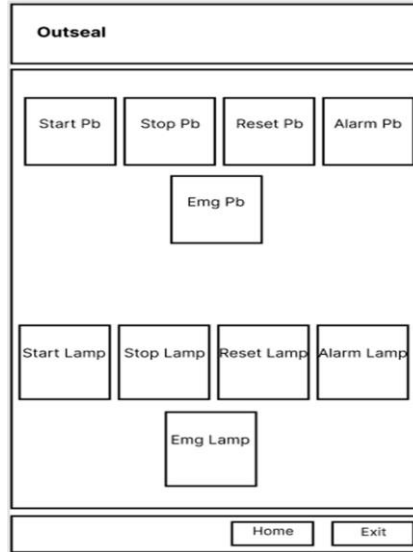 Outseal
Start Pb Stop Pb Reset Pb Alarm Pb
Emg Pb
Start Lamp Stop Lamp Reset Lamp Alarm Lamp
Emg Lamp
Home Exit